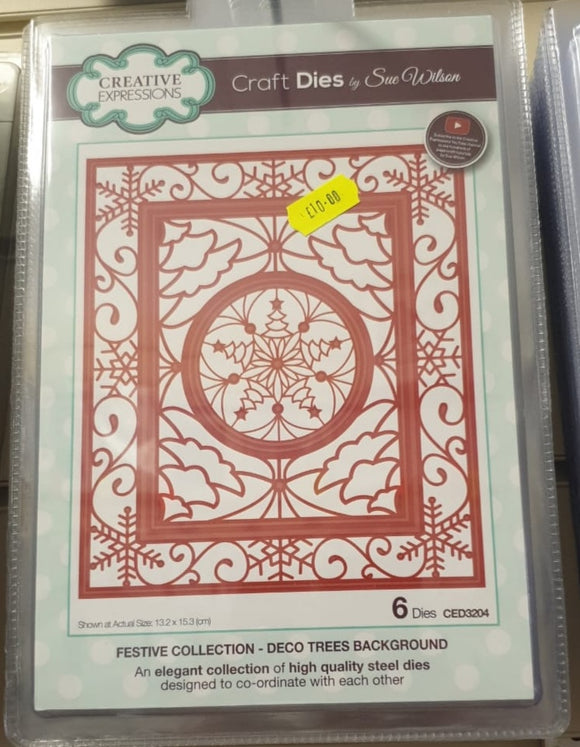 CREATIVE
EXPRESSIONS
Craft Dies by Sue Wilson
£10.00
Shown at Actual Size: 13.2 x 15.3 (cm)
6 Dies CED3204
FESTIVE COLLECTION - DECO TREES BACKGROUND
An elegant collection of high quality steel dies
designed to co-ordinate with each other